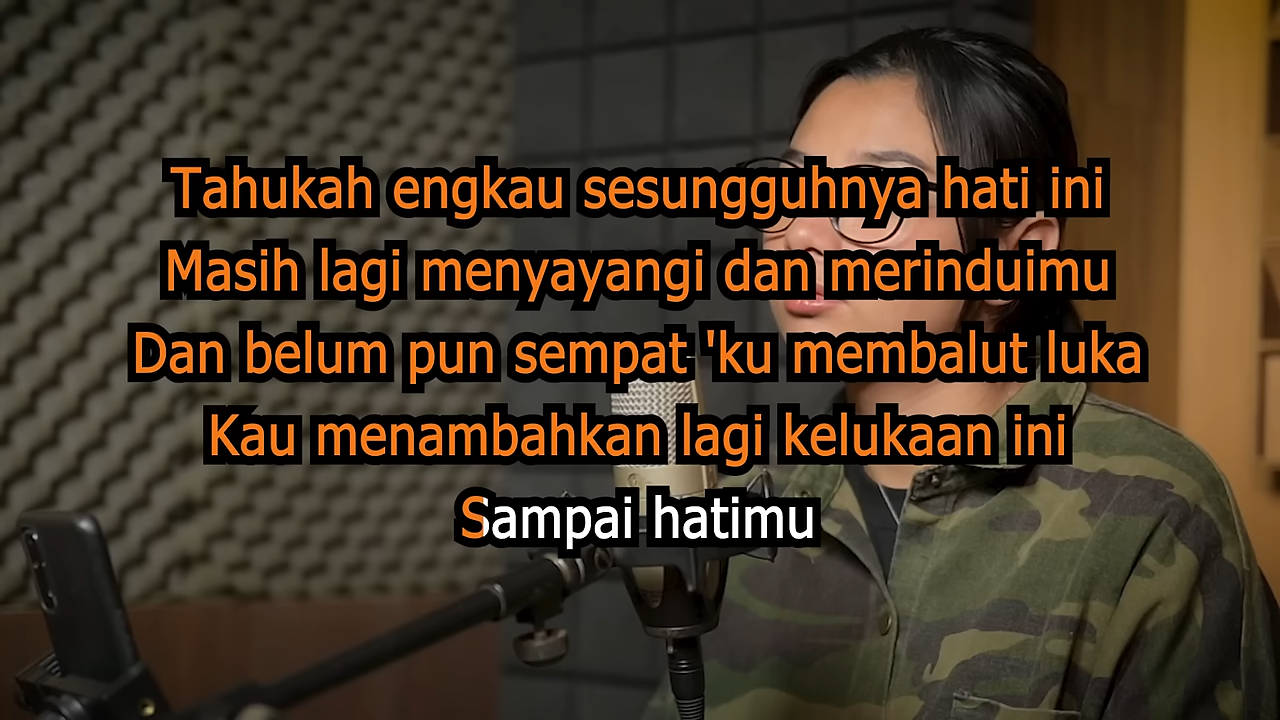 Tahukah engkau sesungguhnya hati ini
Masih lagi menyayangi dan merinduimu
Dan belum pun sempat 'ku membalut luka
Kau menambahkan lagi kelukaan ini
Sampai hatimu